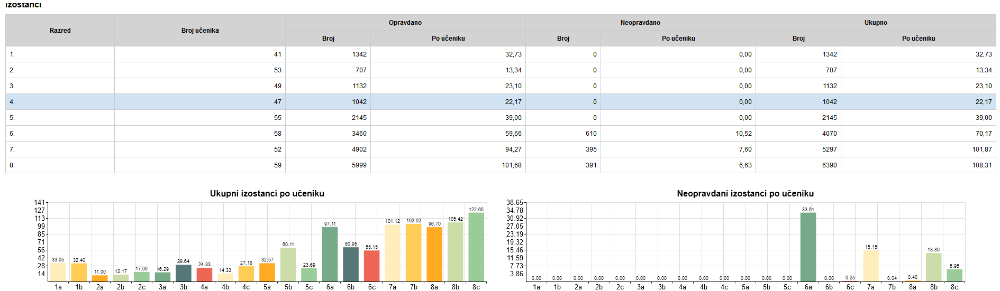 izostanci
Razred Broj učenika Opravdano Neopravdano Ukupno
Broj Po učeniku Broj Po učeniku Broj Po učeniku
1. 41 1342 32,73 0 0,00 1342 32,73
2. 53 707 13,34 0 0,00 707 13,34
3. 49 1132 23,10 0 0,00 1132 23,10
4. 47 1042 22,17 0 0,00 1042 22,17
5. 55 2145 39,00 0 0,00 2145 39,00
6. 58 3460 59,66 610 10,52 4070 70,17
7. 52 4902 94,27 395 7,60 5297 101,87
8. 59 5999 101,68 391 6,63 6390 108,31
Ukupni izostanci po učeniku
141
127
113
99
85
71
56
42
28
14
33.05 32.40 11.00 12.17 17.06 16.29 29.64 24.33 14.33 27.18 32.57 60.11 23.69 97.11 60.95 55.15 101.12 102.62 96.70 105.42 122.65
1a 1b 2a 2b 2c 3a 3b 4a 4b 4c 5a 5b 5c 6a 6b 6c 7a 7b 8a 8b 8c
Neopravdani izostanci po učeniku
38.65
34.78
30.92
27.05
23.19
19.32
15.46
11.59
7.73
3.86
0.00 0.00 0.00 0.00 0.00 0.00 0.00 0.00 0.00 0.00 0.00 0.00 0.00 33.61 0.00 0.25 15.15 0.04 0.40 13.89 5.95
1a 1b 2a 2b 2c 3a 3b 4a 4b 4c 5a 5b 5c 6a 6b 6c 7a 7b 8a 8b 8c